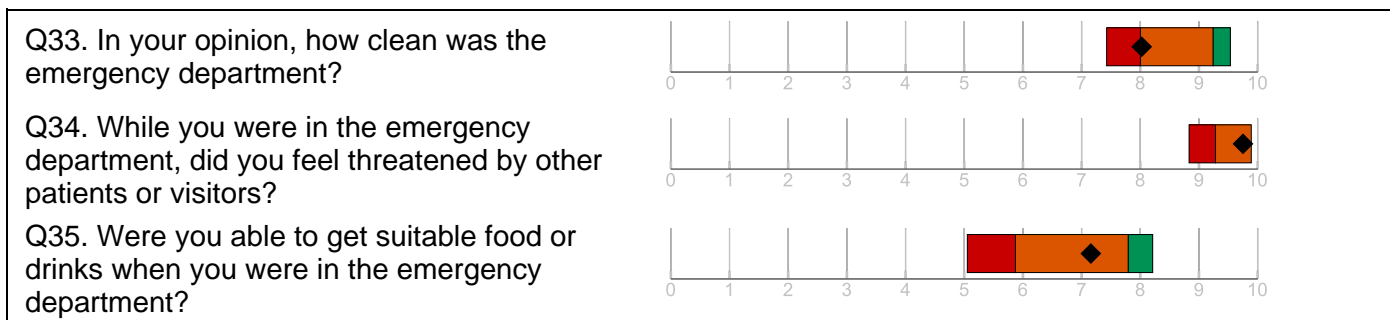 Q33. In your opinion, how clean was the
emergency department?
0 1 2 3 4 5 6 7 8 9 10
Q34. While you were in the emergency
department, did you feel threatened by other
patients or visitors?
0 1 2 3 4 5 6 7 8 9 10
Q35. Were you able to get suitable food or
drinks when you were in the emergency
department?
0 1 2 3 4 5 6 7 8 9 10